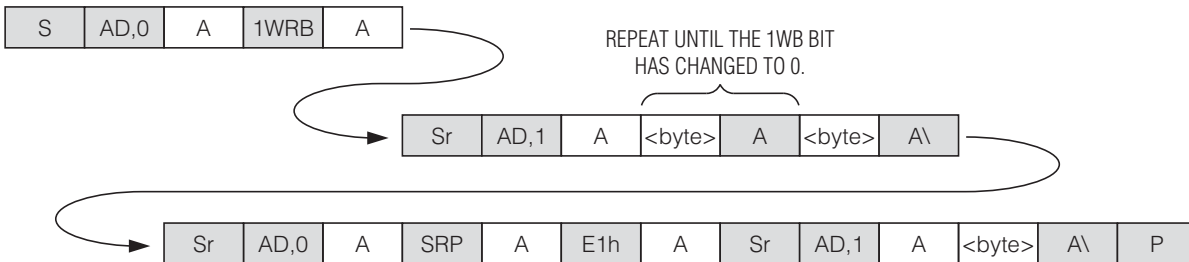 S AD,0 A 1WRB A
REPEAT UNTIL THE 1WB BIT
HAS CHANGED TO 0.
Sr AD,1 A <byte> A <byte> A\
Sr AD,0 A SRP A E1h A Sr AD,1 A <byte> A\ P